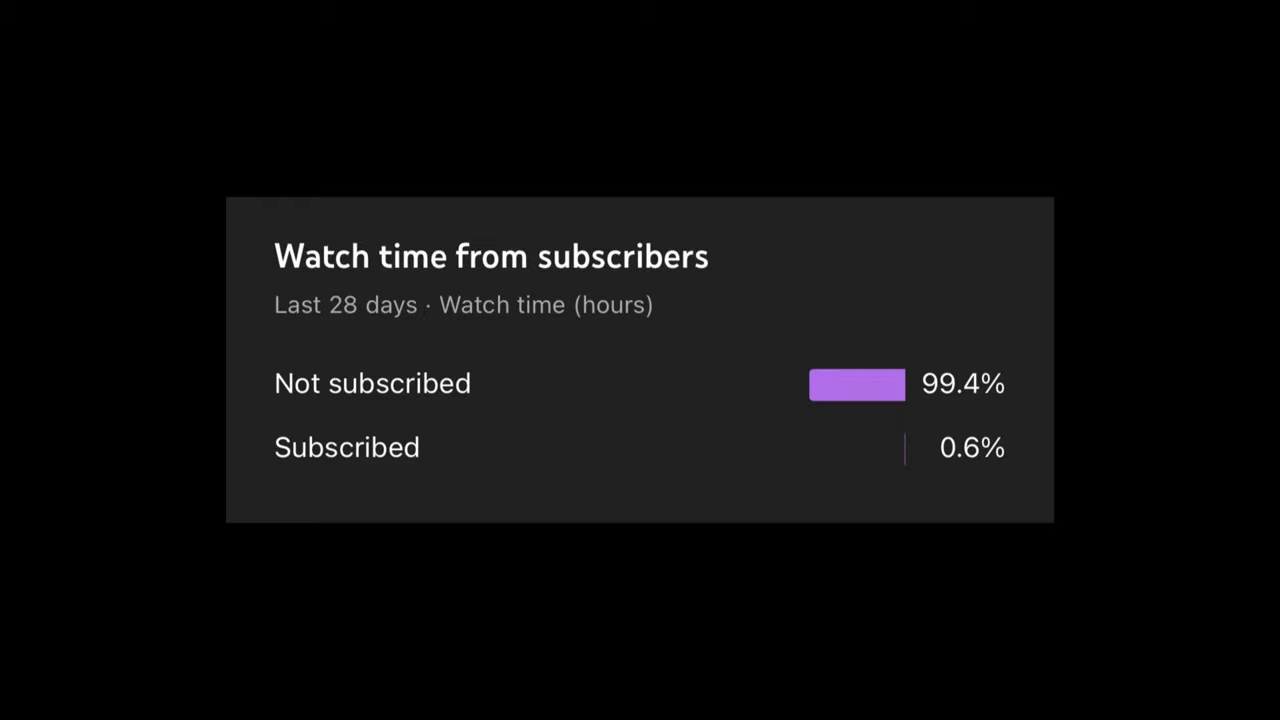 Watch time from subscribers
Last 28 days · Watch time (hours)
Not subscribed 99.4%
Subscribed 0.6%